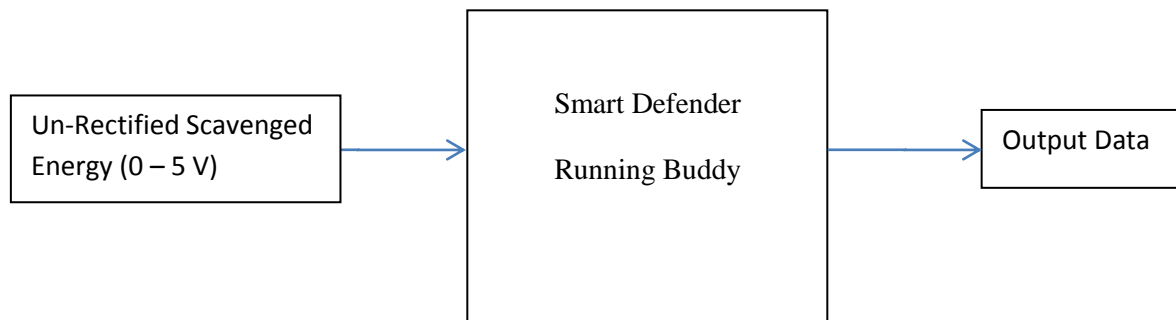 Un-Rectified Scavenged
Energy (0 – 5 V)
Smart Defender
Running Buddy
Output Data